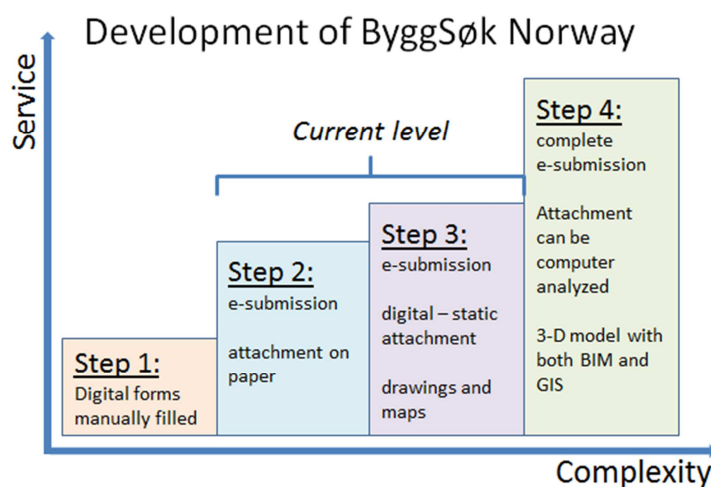 Development of ByggSøk Norway
Service
Current level
Step 1:
Digital forms
manually filled
Step 2:
e-submission
attachment on
paper
Step 3:
e-submission
digital – static
attachment
drawings and
maps
Step 4:
complete
e-submission
Attachment
can be
computer
analyzed
3-D model with
both BIM and
GIS
Complexity